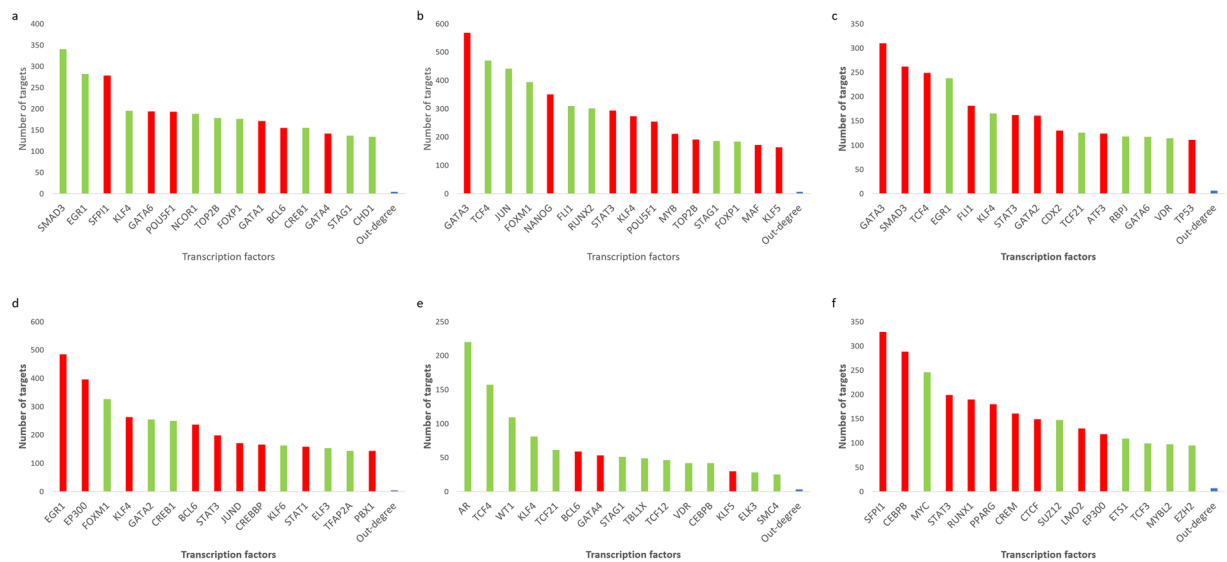 a
400
350
300
250
200
150
100
50
0
Number of targets
SMAD3 EGR1 SFPI1 KLF4 GATA6 POU5F1 NCOR1 TOP2B FOXP1 GATA1 BCL6 CREB1 GATA4 STAG1 CHD1 Out-degree
Transcription factors
b
600
500
400
300
200
100
0
Number of targets
GATA3 TCF4 JUN FOXM1 NANOG FLI1 RUNX2 STAT3 KLF4 POU5F1 MYB TOP2B STAG1 FOXP1 MAF KLF5 Out-degree
Transcription factors
c
350
300
250
200
150
100
50
0
Number of targets
GATA3 SMAD3 TCF4 EGR1 FLI1 KLF4 STAT3 GATA2 CDX2 TCF21 ATF3 RBPJ GATA6 VDR TP53 Out-degree
Transcription factors
d
600
500
400
300
200
100
0
Number of targets
EGR1 EP300 FOXM1 KLF4 GATA2 CREB1 BCL6 STAT3 JUND CREBBP KLF6 STAT1 ELF3 TFAP2A PBX1 Out-degree
Transcription factors
e
250
200
150
100
50
0
Number of targets
AR TCF4 WT1 KLF4 TCF21 BCL6 GATA4 STAG1 TBL1X TCF12 VDR CEBPB KLF5 ELK3 SMC4 Out-degree
Transcription factors
f
350
300
250
200
150
100
50
0
Number of targets
SFPI1 CEBPB MYC STAT3 RUNX1 PPARG CREM CTCF SUZ12 LMO2 EP300 ETS1 TCF3 MYBL2 EZH2 Out-degree
Transcription factors